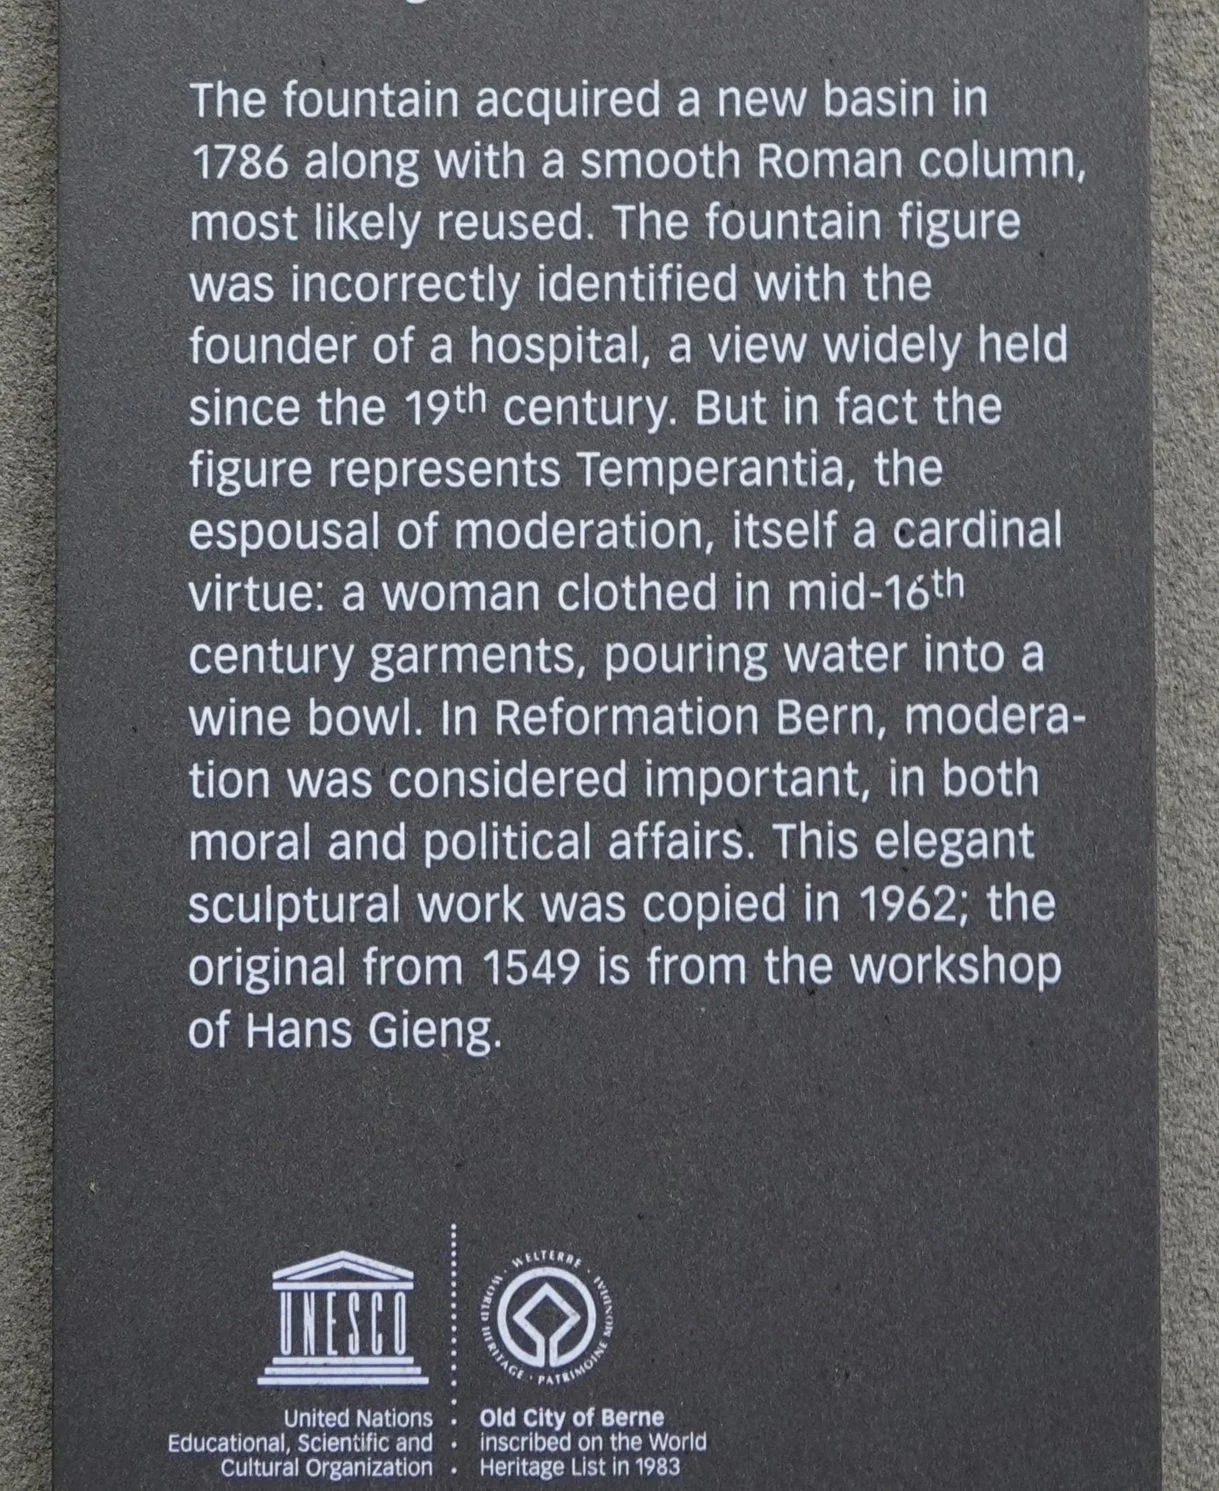 The fountain acquired a new basin in
1786 along with a smooth Roman column,
most likely reused. The fountain figure
was incorrectly identified with the
founder of a hospital, a view widely held
since the 19th century. But in fact the
figure represents Temperantia, the
espousal of moderation, itself a cardinal
virtue: a woman clothed in mid-16th
century garments, pouring water into a
wine bowl. In Reformation Bern, modera-
tion was considered important, in both
moral and political affairs. This elegant
sculptural work was copied in 1962; the
original from 1549 is from the workshop
of Hans Gieng.
UNESCO
United Nations
Educational, Scientific and
Cultural Organization
WELTERBE · WORLD HERITAGE · PATRIMOINE MONDIAL
Old City of Berne
inscribed on the World
Heritage List in 1983